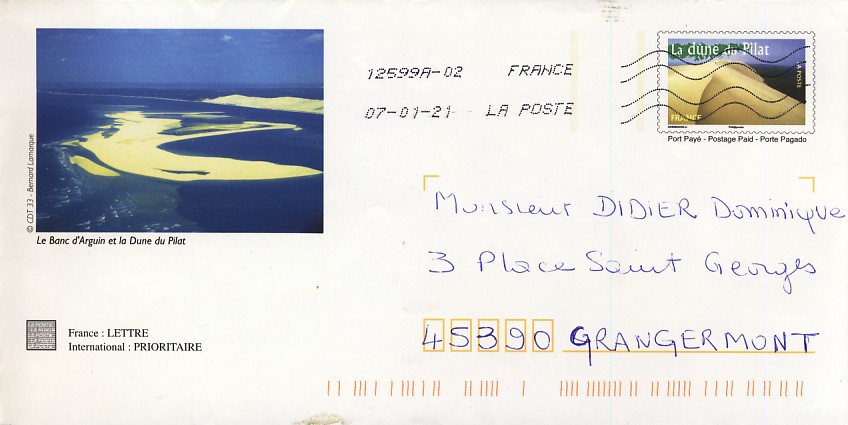 © CDT 33 - Bernard Lamarque
Le Banc d'Arguin et la Dune du Pilat
12599A-02 FRANCE
07-01-21 LA POSTE
La dune du Pilat
LA POSTE
FRANCE
Port Payé - Postage Paid - Porte Pagado
Monsieur DIDIER Dominique
3 Place Saint Georges
45390 GRANGERMONT
France : LETTRE
International : PRIORITAIRE